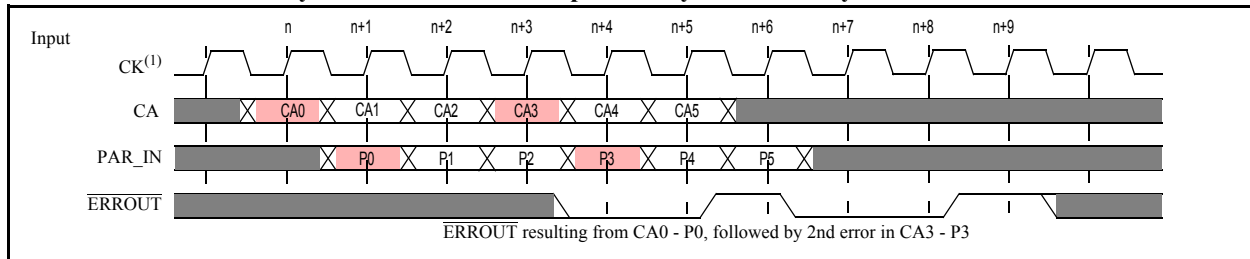 n n+1 n+2 n+3 n+4 n+5 n+6 n+7 n+8 n+9
Input
CK(1)
CA CA0 CA1 CA2 CA3 CA4 CA5
PAR_IN P0 P1 P2 P3 P4 P5
ERROUT
ERROUT resulting from CA0 - P0, followed by 2nd error in CA3 - P3